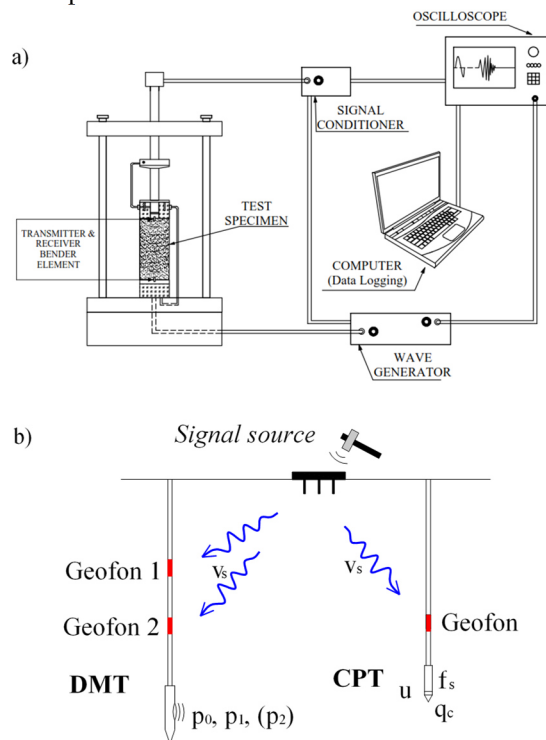 OSCILLOSCOPE
a)
SIGNAL
CONDITIONER
TEST
SPECIMEN
TRANSMITTER &
RECEIVER
BENDER
ELEMENT
COMPUTER
(Data Logging)
WAVE
GENERATOR
b)
Signal source
Geofon 1
vs
vs
Geofon 2
Geofon
DMT
CPT
fs
u
qc
p0, p1, (p2)